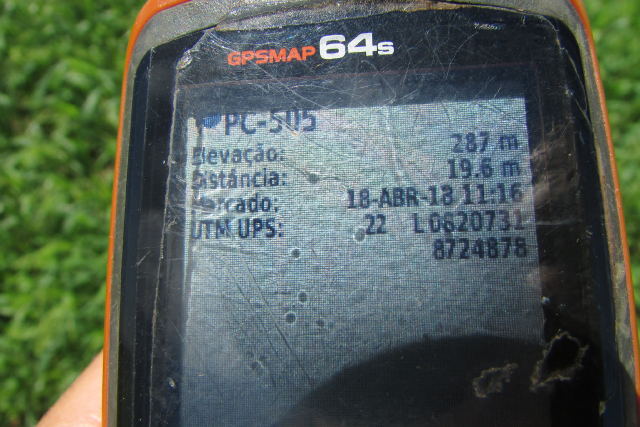 GPSMAP 64s
PC-505
Elevação: 287 m
Distância: 19.6 m
Marcado: 18-ABR-18 11:16
UTM UPS: 22 L 0620731
8724878